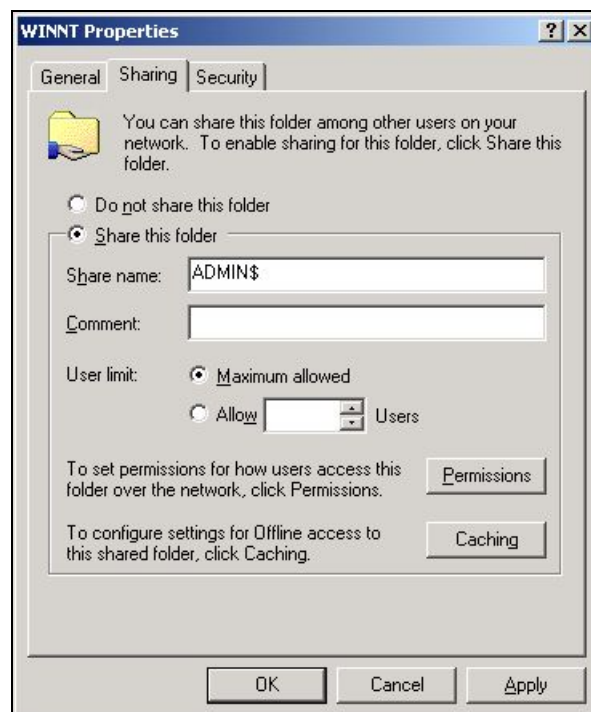 WINNT Properties
General Sharing Security
You can share this folder among other users on your
network. To enable sharing for this folder, click Share this
folder.
Do not share this folder
Share this folder
Share name: ADMIN$
Comment:
User limit: Maximum allowed
Allow Users
To set permissions for how users access this
folder over the network, click Permissions.
Permissions
To configure settings for Offline access to
this shared folder, click Caching.
Caching
OK Cancel Apply